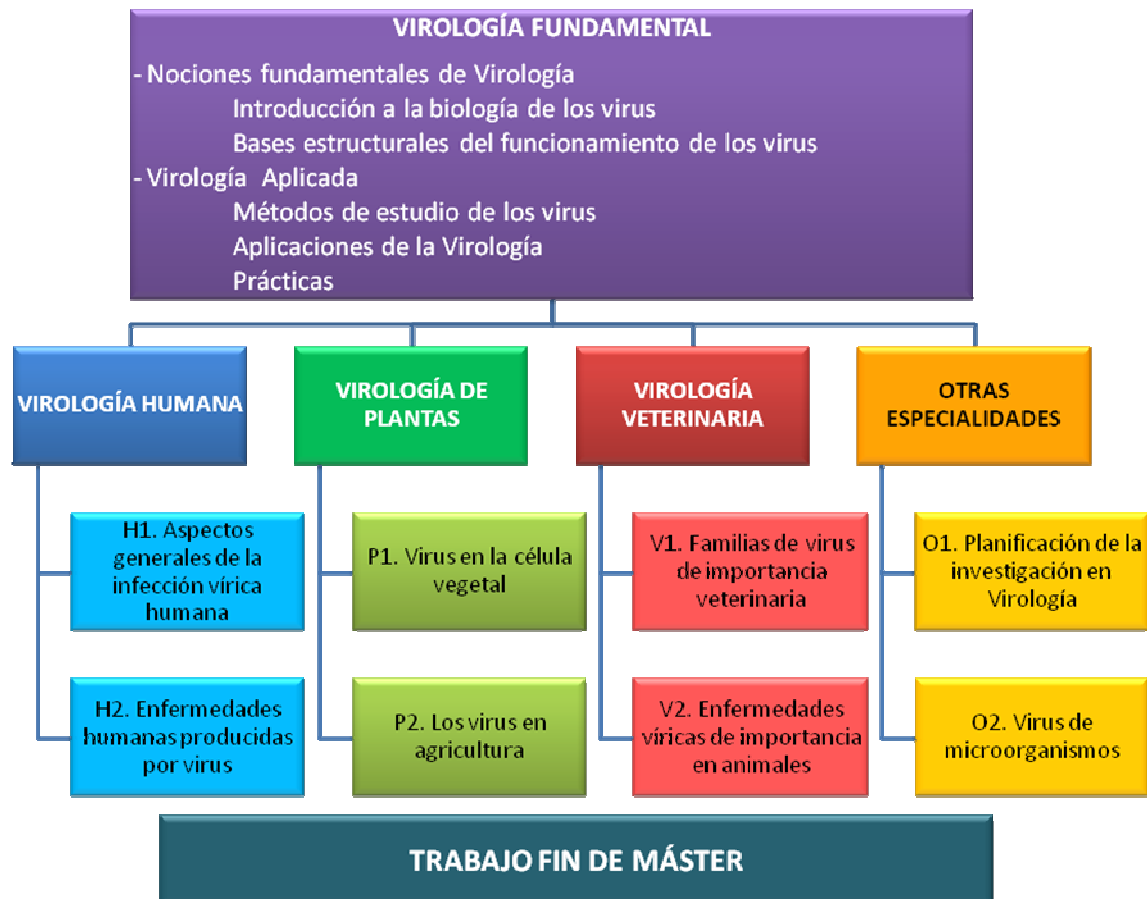 VIROLOGÍA FUNDAMENTAL
- Nociones fundamentales de Virología
Introducción a la biología de los virus
Bases estructurales del funcionamiento de los virus
- Virología Aplicada
Métodos de estudio de los virus
Aplicaciones de la Virología
Prácticas
VIROLOGÍA HUMANA
VIROLOGÍA DE
PLANTAS
VIROLOGÍA
VETERINARIA
OTRAS
ESPECIALIDADES
H1. Aspectos
generales de la
infección vírica
humana
P1. Virus en la célula
vegetal
V1. Familias de virus
de importancia
veterinaria
O1. Planificación de la
investigación en
Virología
H2. Enfermedades
humanas producidas
por virus
P2. Los virus en
agricultura
V2. Enfermedades
víricas de importancia
en animales
O2. Virus de
microorganismos
TRABAJO FIN DE MÁSTER